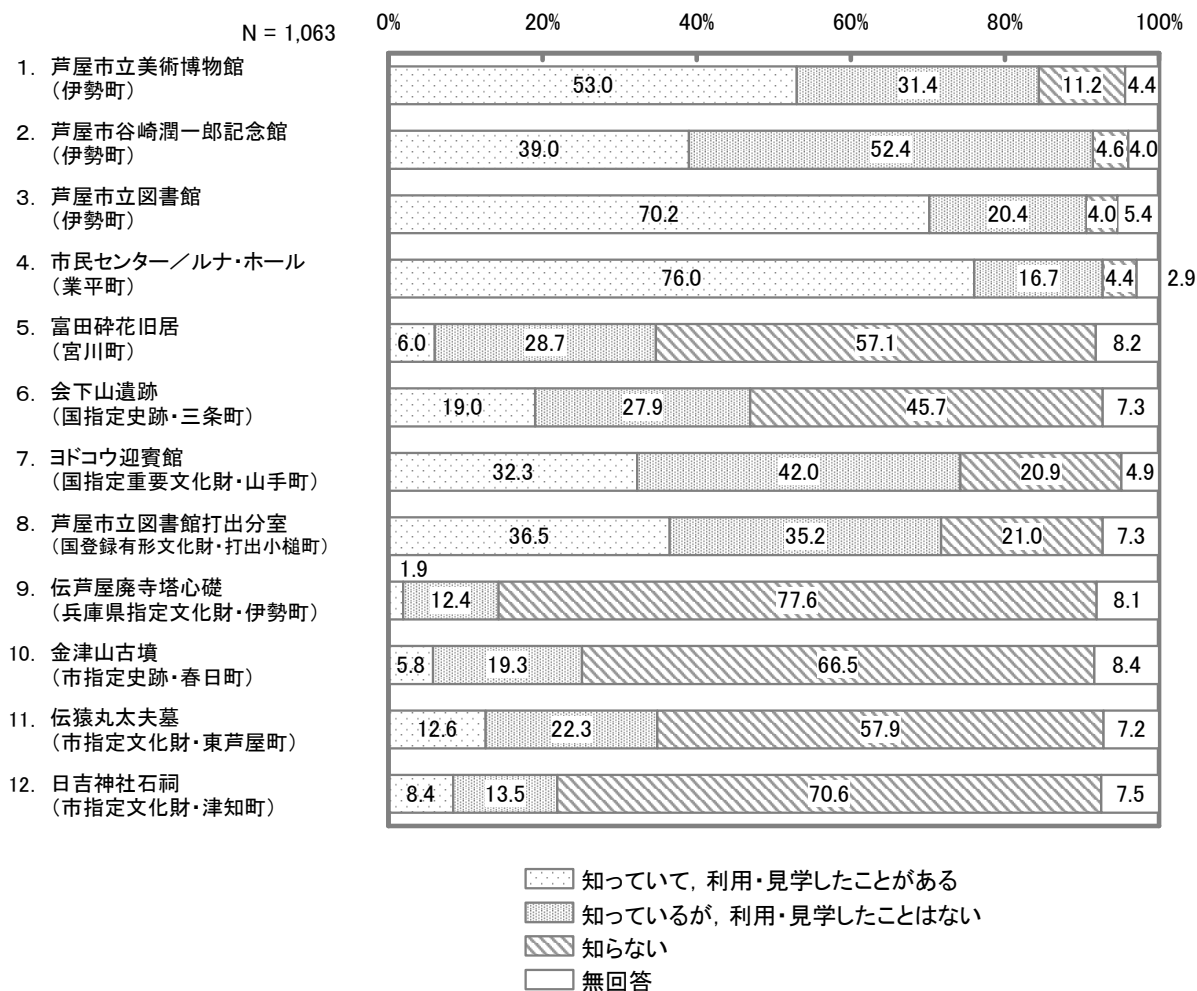 N = 1,063
0% 20% 40% 60% 80% 100%
1. 芦屋市立美術博物館
（伊勢町）
53.0 31.4 11.2 4.4
2. 芦屋市谷崎潤一郎記念館
（伊勢町）
39.0 52.4 4.6 4.0
3. 芦屋市立図書館
（伊勢町）
70.2 20.4 4.0 5.4
4. 市民センター／ルナ・ホール
（業平町）
76.0 16.7 4.4 2.9
5. 富田砕花旧居
（宮川町）
6.0 28.7 57.1 8.2
6. 会下山遺跡
（国指定史跡・三条町）
19.0 27.9 45.7 7.3
7. ヨドコウ迎賓館
（国指定重要文化財・山手町）
32.3 42.0 20.9 4.9
8. 芦屋市立図書館打出分室
（国登録有形文化財・打出小槌町）
36.5 35.2 21.0 7.3
9. 伝芦屋廃寺塔心礎
（兵庫県指定文化財・伊勢町）
1.9 12.4 77.6 8.1
10. 金津山古墳
（市指定史跡・春日町）
5.8 19.3 66.5 8.4
11. 伝猿丸太夫墓
（市指定文化財・東芦屋町）
12.6 22.3 57.9 7.2
12. 日吉神社石祠
（市指定文化財・津知町）
8.4 13.5 70.6 7.5
知っていて，利用・見学したことがある
知っているが，利用・見学したことはない
知らない
無回答